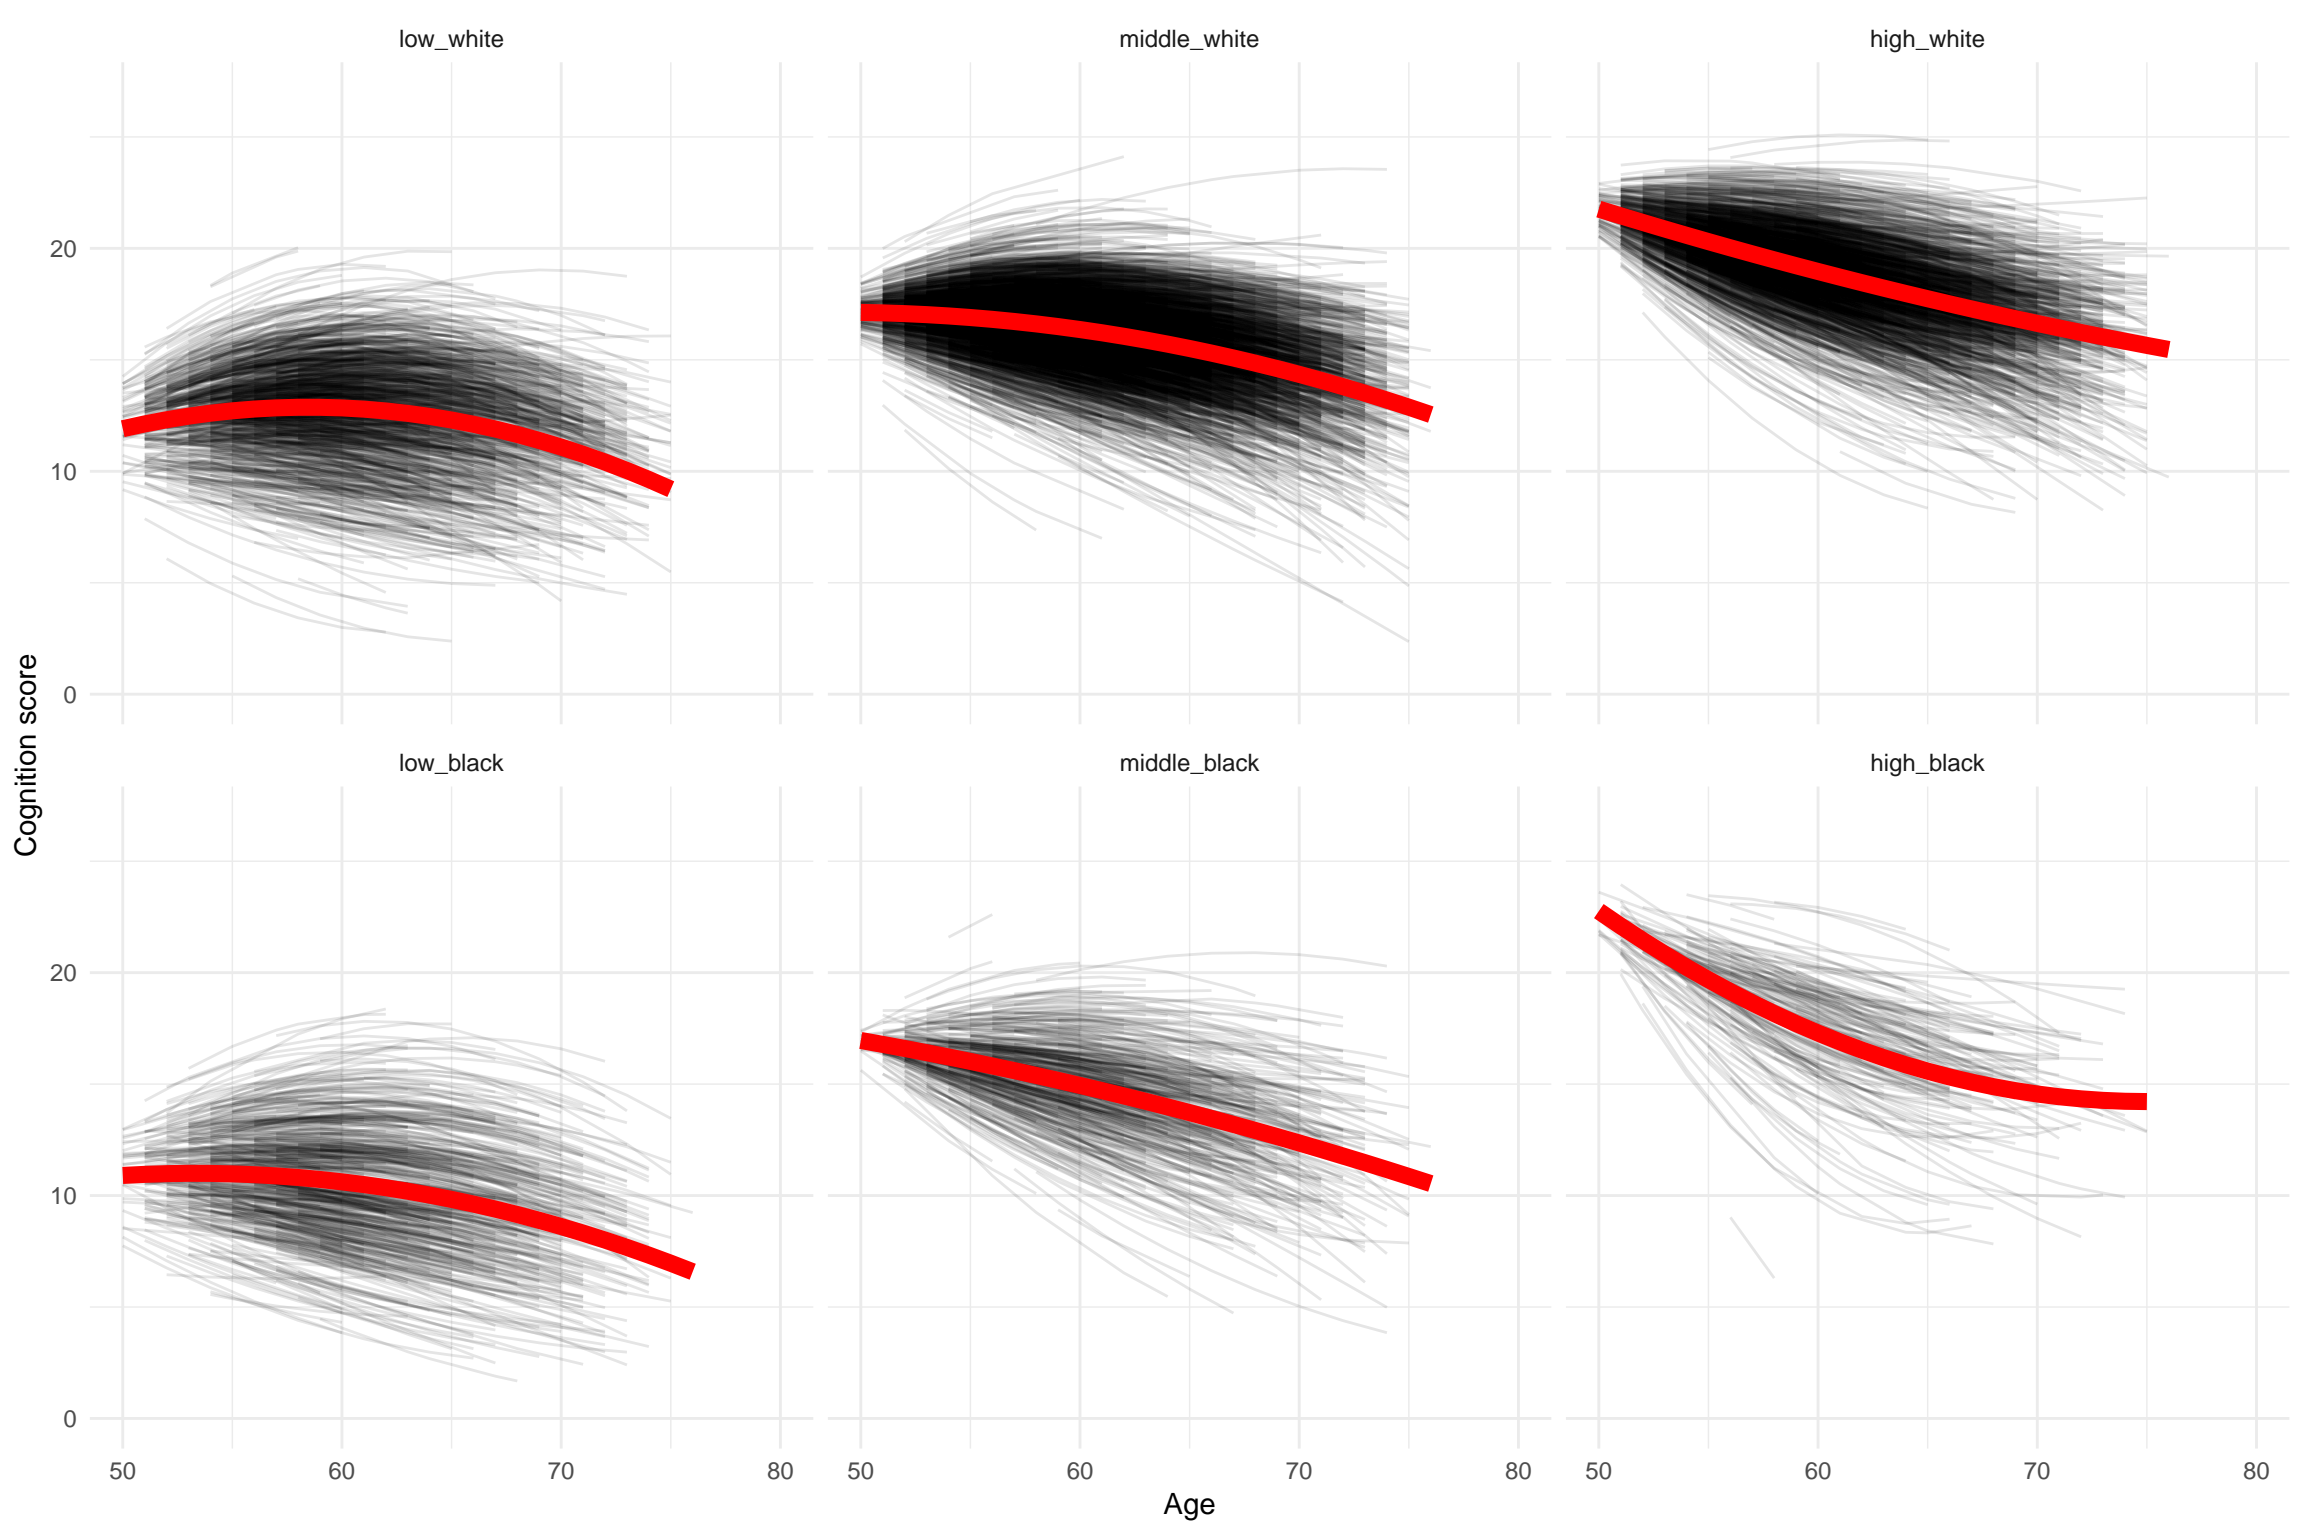 low_white middle_white high_white
20
10
0
Cognition score
low_black middle_black high_black
20
10
0
50 60 70 80 50 60 70 80 50 60 70 80
Age